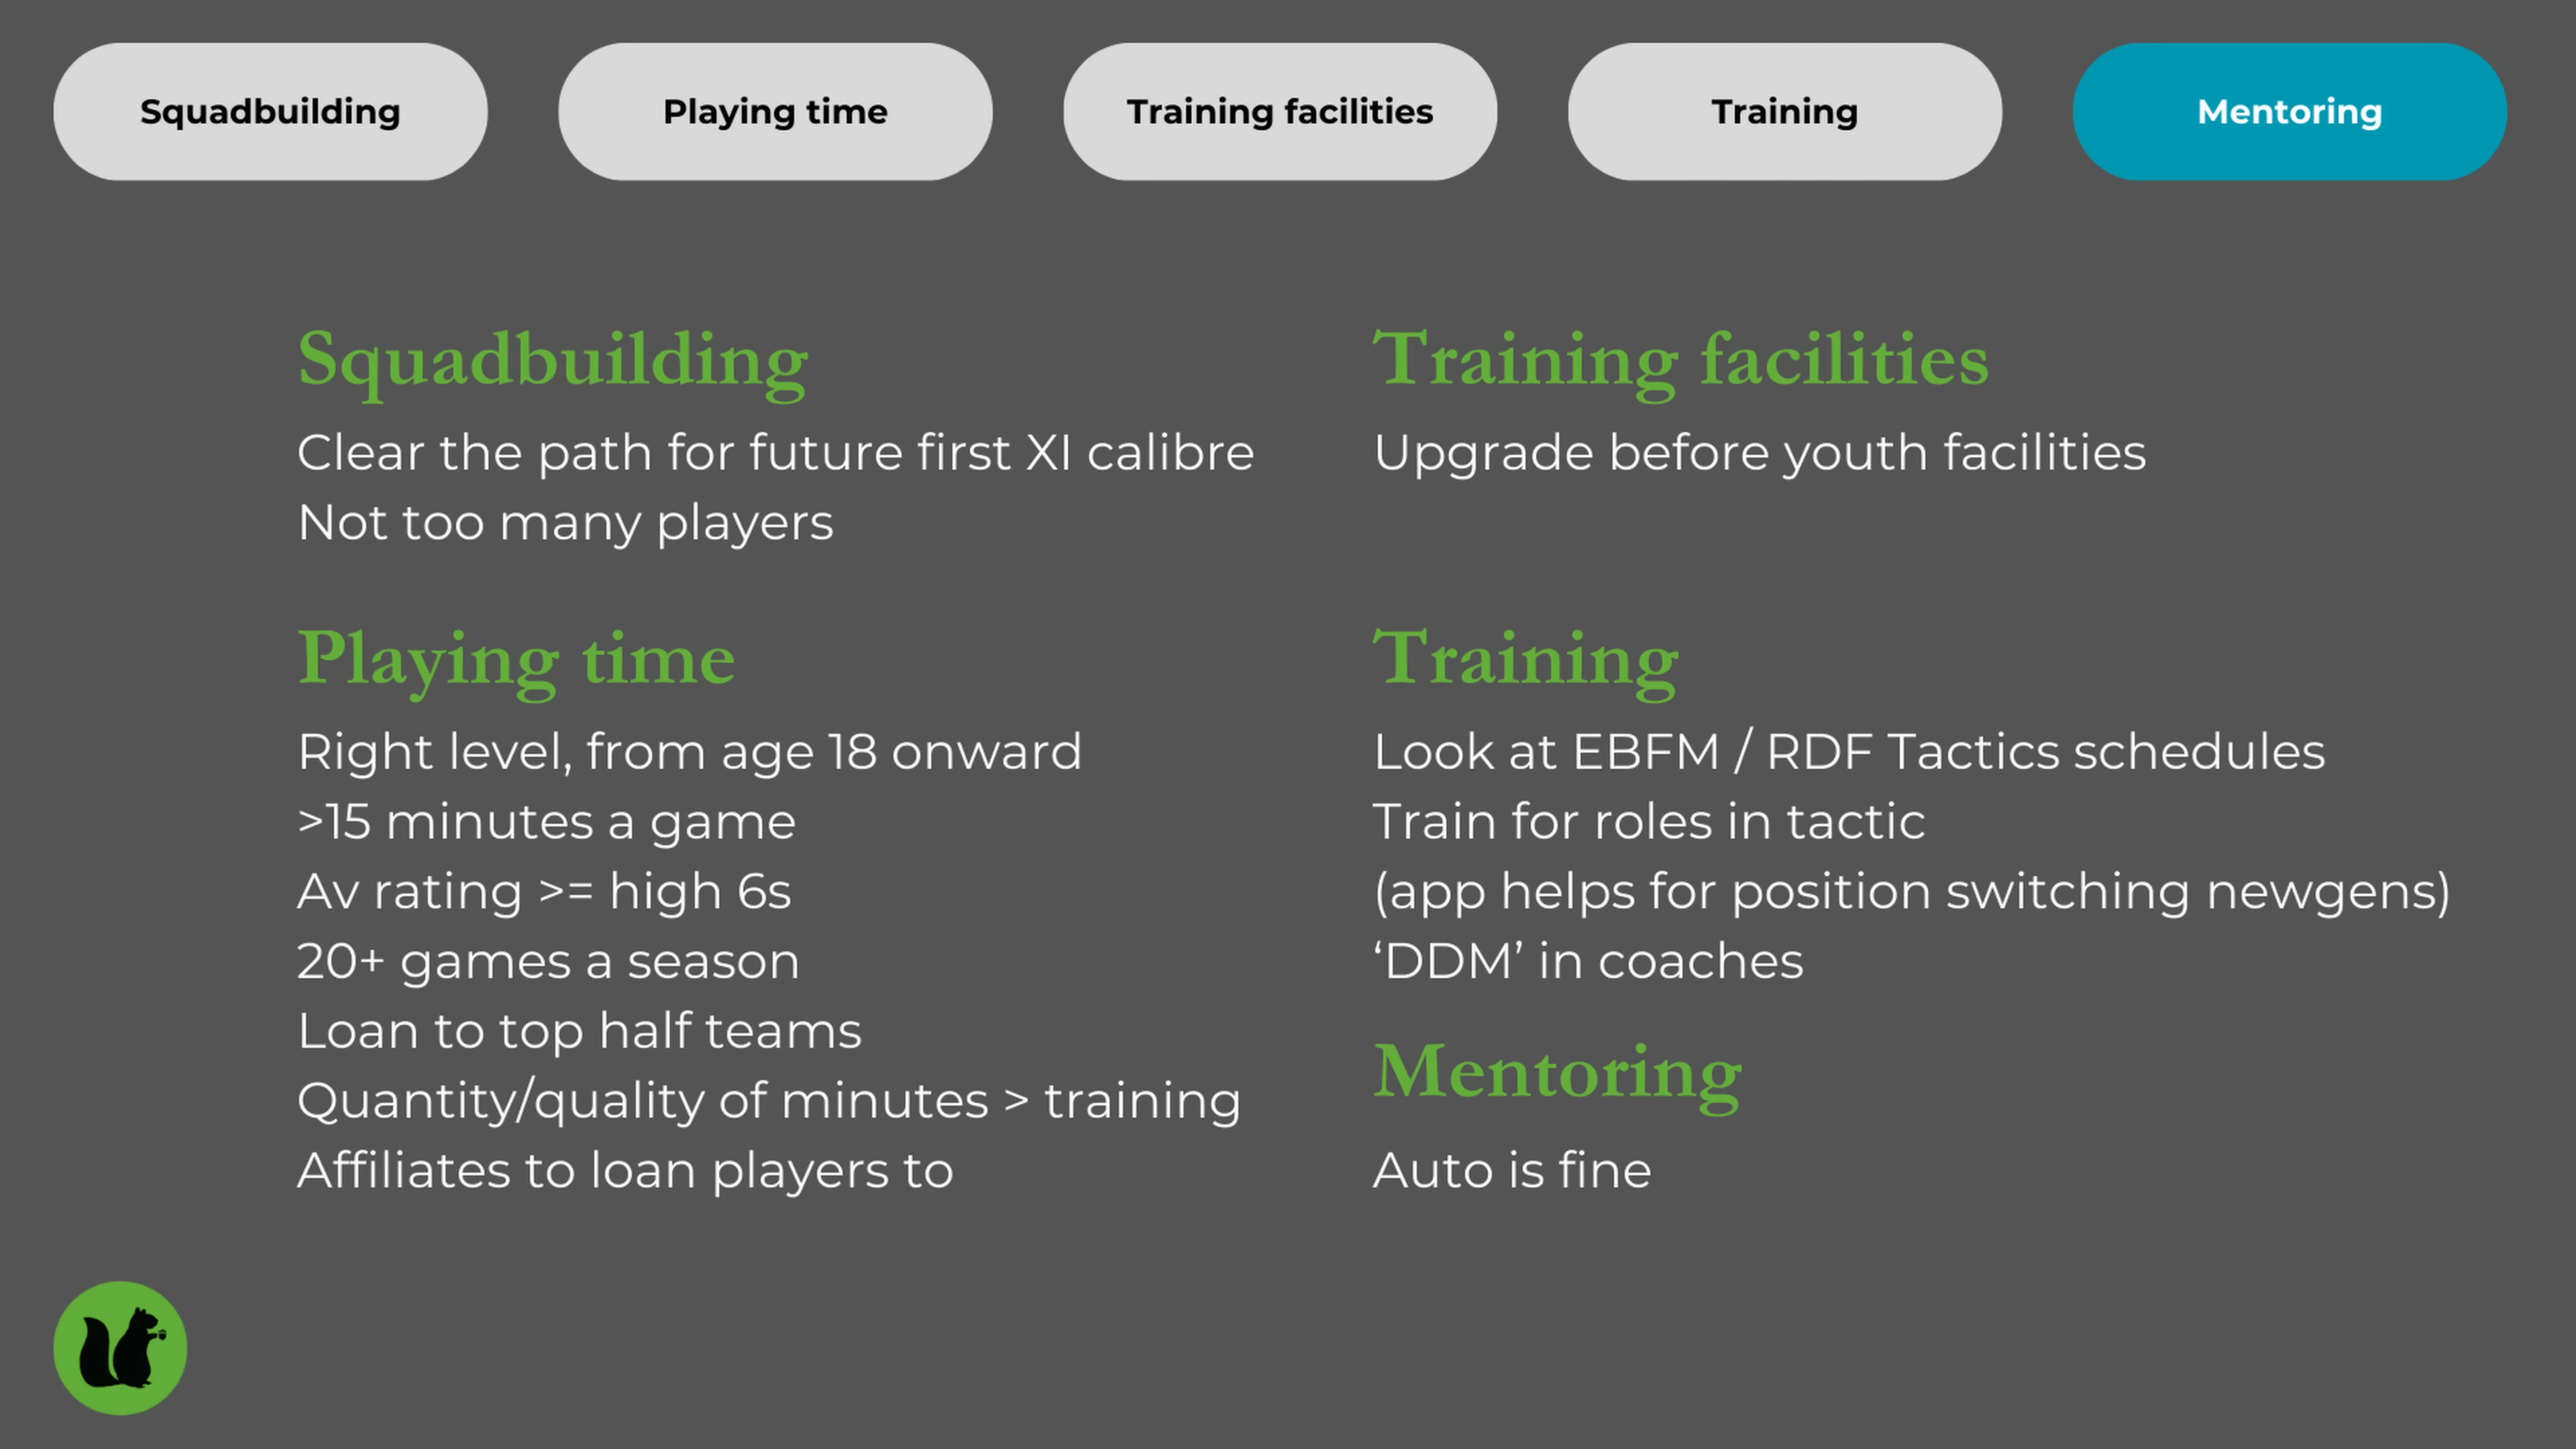 Squadbuilding
Playing time
Training facilities
Training
Mentoring
Squadbuilding
Clear the path for future first XI calibre
Not too many players
Playing time
Right level, from age 18 onward
>15 minutes a game
Av rating >= high 6s
20+ games a season
Loan to top half teams
Quantity/quality of minutes > training
Affiliates to loan players to
Training facilities
Upgrade before youth facilities
Training
Look at EBFM / RDF Tactics schedules
Train for roles in tactic
(app helps for position switching newgens)
‘DDM’ in coaches
Mentoring
Auto is fine